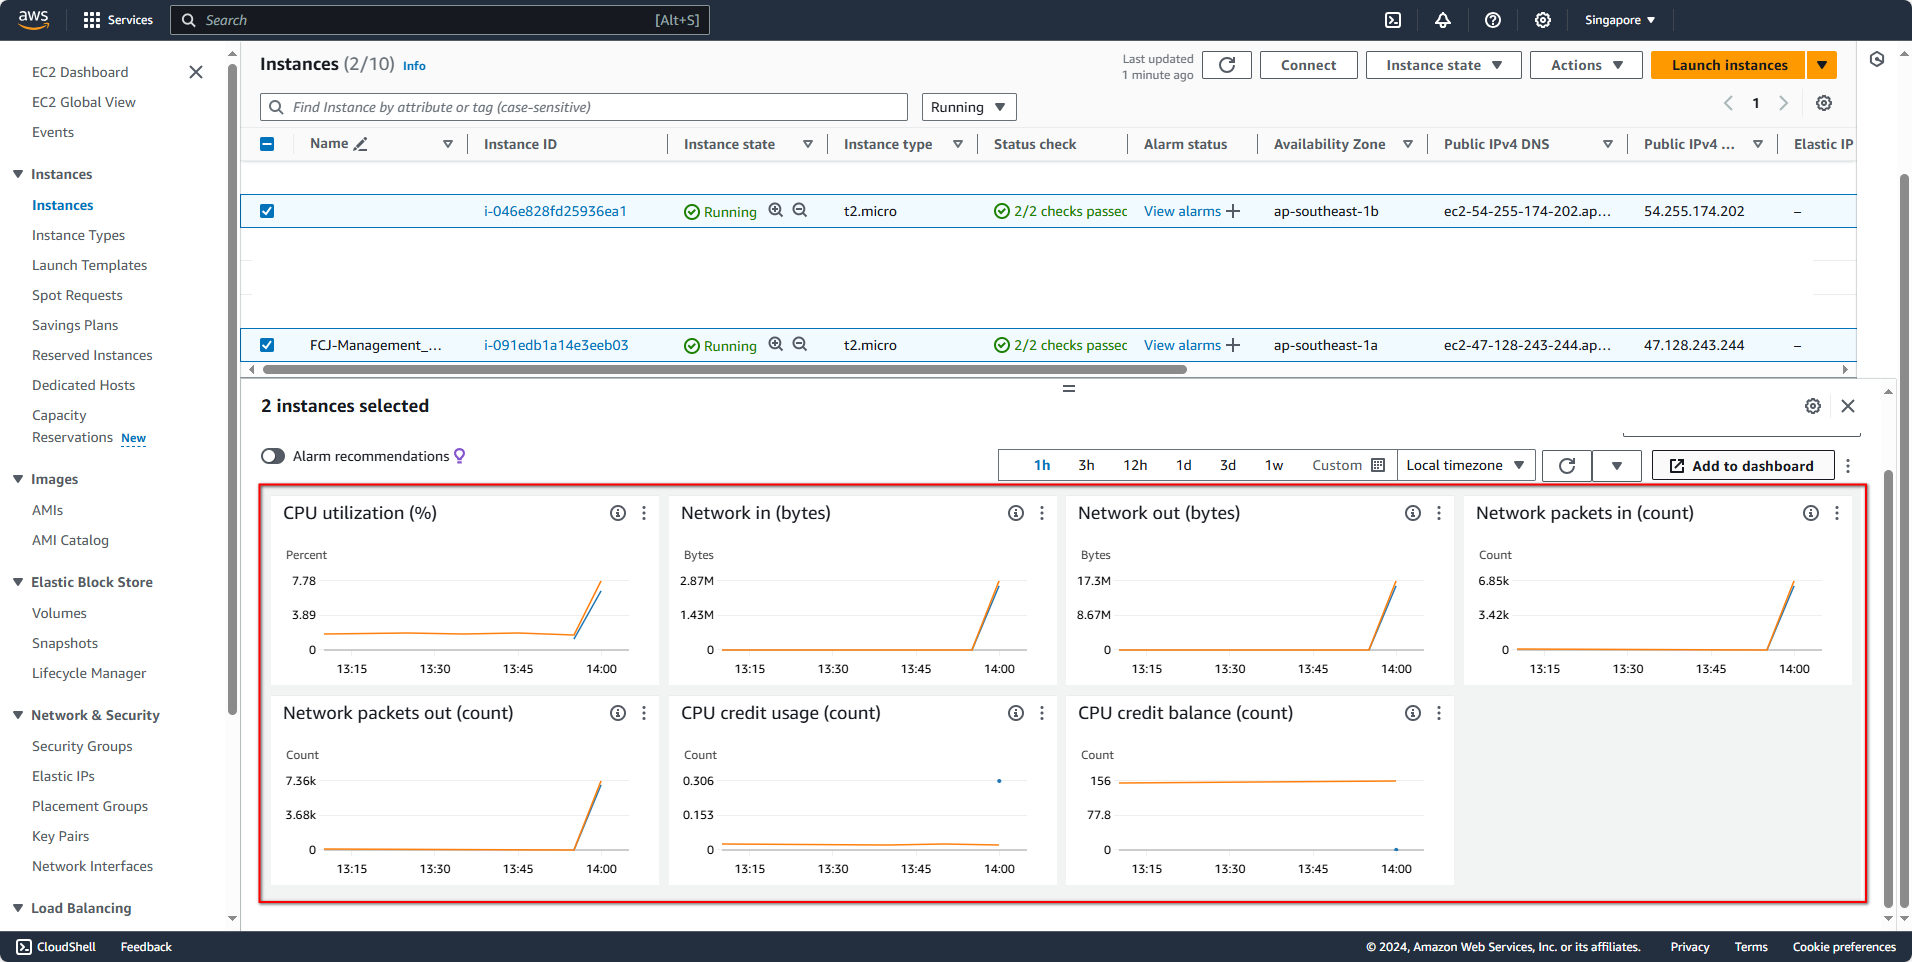 aws Services Search [Alt+S] Singapore
EC2 Dashboard
EC2 Global View
Events
Instances
Instances
Instance Types
Launch Templates
Spot Requests
Savings Plans
Reserved Instances
Dedicated Hosts
Capacity
Reservations New
Images
AMIs
AMI Catalog
Elastic Block Store
Volumes
Snapshots
Lifecycle Manager
Network & Security
Security Groups
Elastic IPs
Placement Groups
Key Pairs
Network Interfaces
Load Balancing
Instances (2/10) Info
Last updated
1 minute ago
Connect Instance state Actions Launch instances
Find Instance by attribute or tag (case-sensitive) Running 1
Name Instance ID Instance state Instance type Status check Alarm status Availability Zone Public IPv4 DNS Public IPv4 ... Elastic IP
i-046e828fd25936ea1 Running t2.micro 2/2 checks passed View alarms ap-southeast-1b ec2-54-255-174-202.ap... 54.255.174.202 –
FCJ-Management_... i-091edb1a14e3eeb03 Running t2.micro 2/2 checks passed View alarms ap-southeast-1a ec2-47-128-243-244.ap... 47.128.243.244 –
2 instances selected
Alarm recommendations
1h 3h 12h 1d 3d 1w Custom Local timezone Add to dashboard
CPU utilization (%)
Percent
7.78
3.89
0
13:15 13:30 13:45 14:00
Network in (bytes)
Bytes
2.87M
1.43M
0
13:15 13:30 13:45 14:00
Network out (bytes)
Bytes
17.3M
8.67M
0
13:15 13:30 13:45 14:00
Network packets in (count)
Count
6.85k
3.42k
0
13:15 13:30 13:45 14:00
Network packets out (count)
Count
7.36k
3.68k
0
13:15 13:30 13:45 14:00
CPU credit usage (count)
Count
0.306
0.153
0
13:15 13:30 13:45 14:00
CPU credit balance (count)
Count
156
77.8
0
13:15 13:30 13:45 14:00
CloudShell Feedback © 2024, Amazon Web Services, Inc. or its affiliates. Privacy Terms Cookie preferences